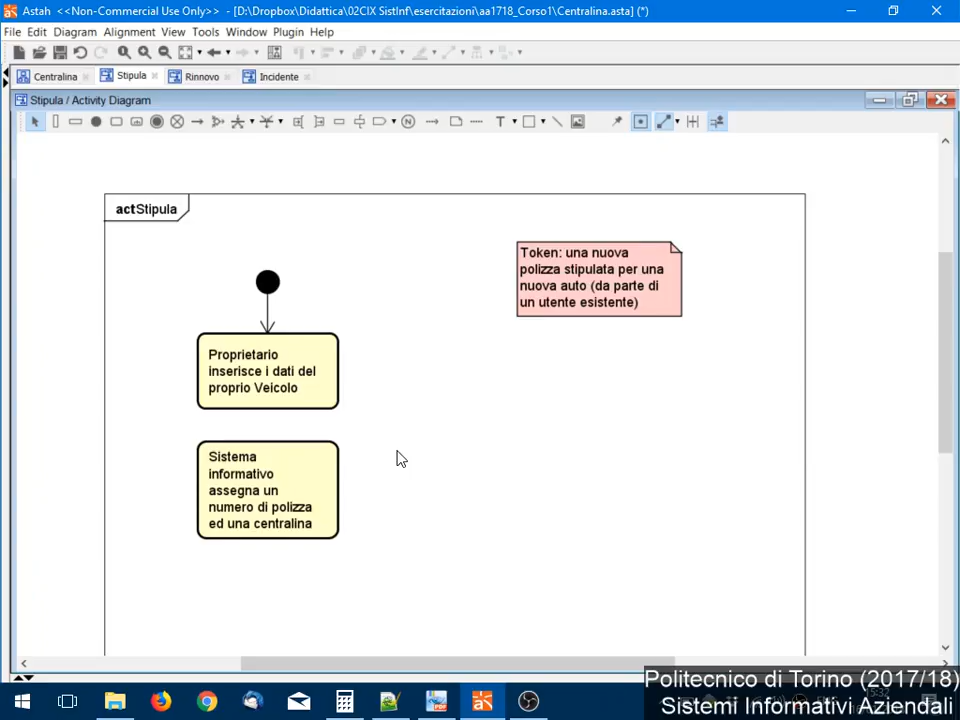 Astah <<Non-Commercial Use Only>> - [D:\Dropbox\Didattica\02CIX SistInf\esercitazioni\aa1718_Corso1\Centralina.asta] (*)
File Edit Diagram Alignment View Tools Window Plugin Help
Centralina Stipula Rinnovo Incidente
Stipula / Activity Diagram
actStipula
Token: una nuova
polizza stipulata per una
nuova auto (da parte di
un utente esistente)
Proprietario
inserisce i dati del
proprio Veicolo
Sistema
informativo
assegna un
numero di polizza
ed una centralina
Politecnico di Torino (2017/18)
Sistemi Informativi Aziendali